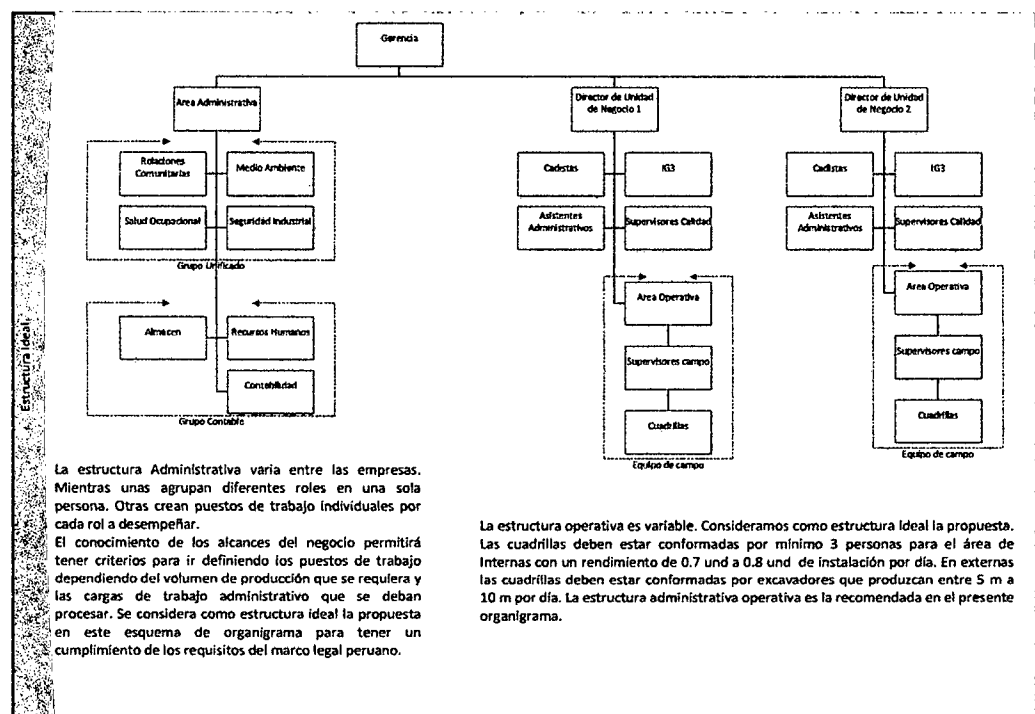 Gerencia
Area Administrativa
Director de Unidad
de Negocio 1
Director de Unidad
de Negocio 2
Relaciones
Comunitarias
Medio Ambiente
Salud Ocupacional
Seguridad Industrial
Grupo Unificado
Almacen
Recursos Humanos
Contabilidad
Grupo Contable
Cadistas
IG3
Asistentes
Administrativos
Supervisores Calidad
Area Operativa
Supervisores campo
Cuadrillas
Equipo de campo
Cadistas
IG3
Asistentes
Administrativos
Supervisores Calidad
Area Operativa
Supervisores campo
Cuadrillas
Equipo de campo
Estructura Ideal
La estructura Administrativa varia entre las empresas.
Mientras unas agrupan diferentes roles en una sola
persona. Otras crean puestos de trabajo individuales por
cada rol a desempeñar.
El conocimiento de los alcances del negocio permitirá
tener criterios para ir definiendo los puestos de trabajo
dependiendo del volumen de producción que se requiera y
las cargas de trabajo administrativo que se deban
procesar. Se considera como estructura ideal la propuesta
en este esquema de organigrama para tener un
cumplimiento de los requisitos del marco legal peruano.
La estructura operativa es variable. Consideramos como estructura Ideal la propuesta.
Las cuadrillas deben estar conformadas por mínimo 3 personas para el área de
Internas con un rendimiento de 0.7 und a 0.8 und de instalación por día. En externas
las cuadrillas deben estar conformadas por excavadores que produzcan entre 5 m a
10 m por día. La estructura administrativa operativa es la recomendada en el presente
organigrama.